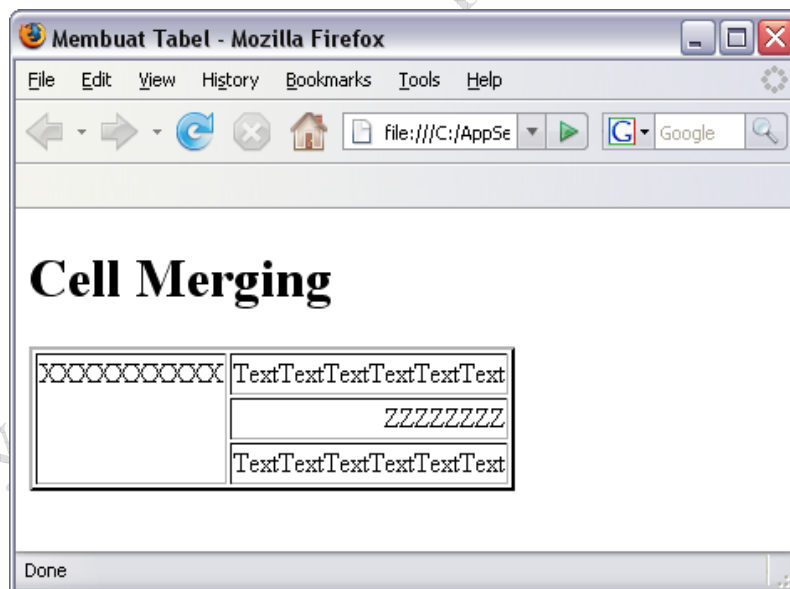 Membuat Tabel - Mozilla Firefox
File Edit View History Bookmarks Tools Help
file:///C:/AppSe G Google
Cell Merging
XXXXXXXXXXX TextTextTextTextTextText
ZZZZZZZZ
TextTextTextTextTextText
Done